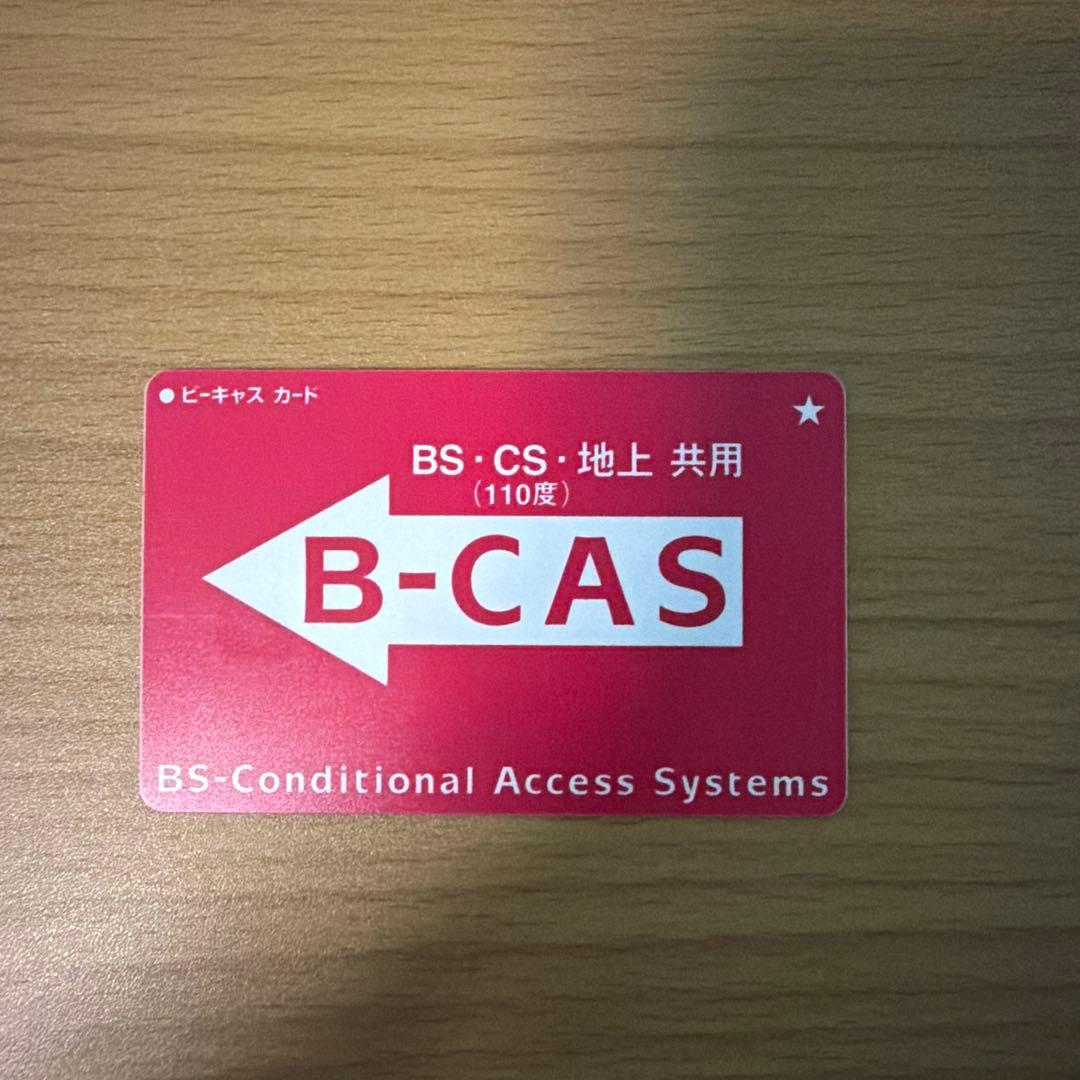 ● ビーキャス カード
★
BS・CS・地上 共用
(110度)
B-CAS
BS-Conditional Access Systems